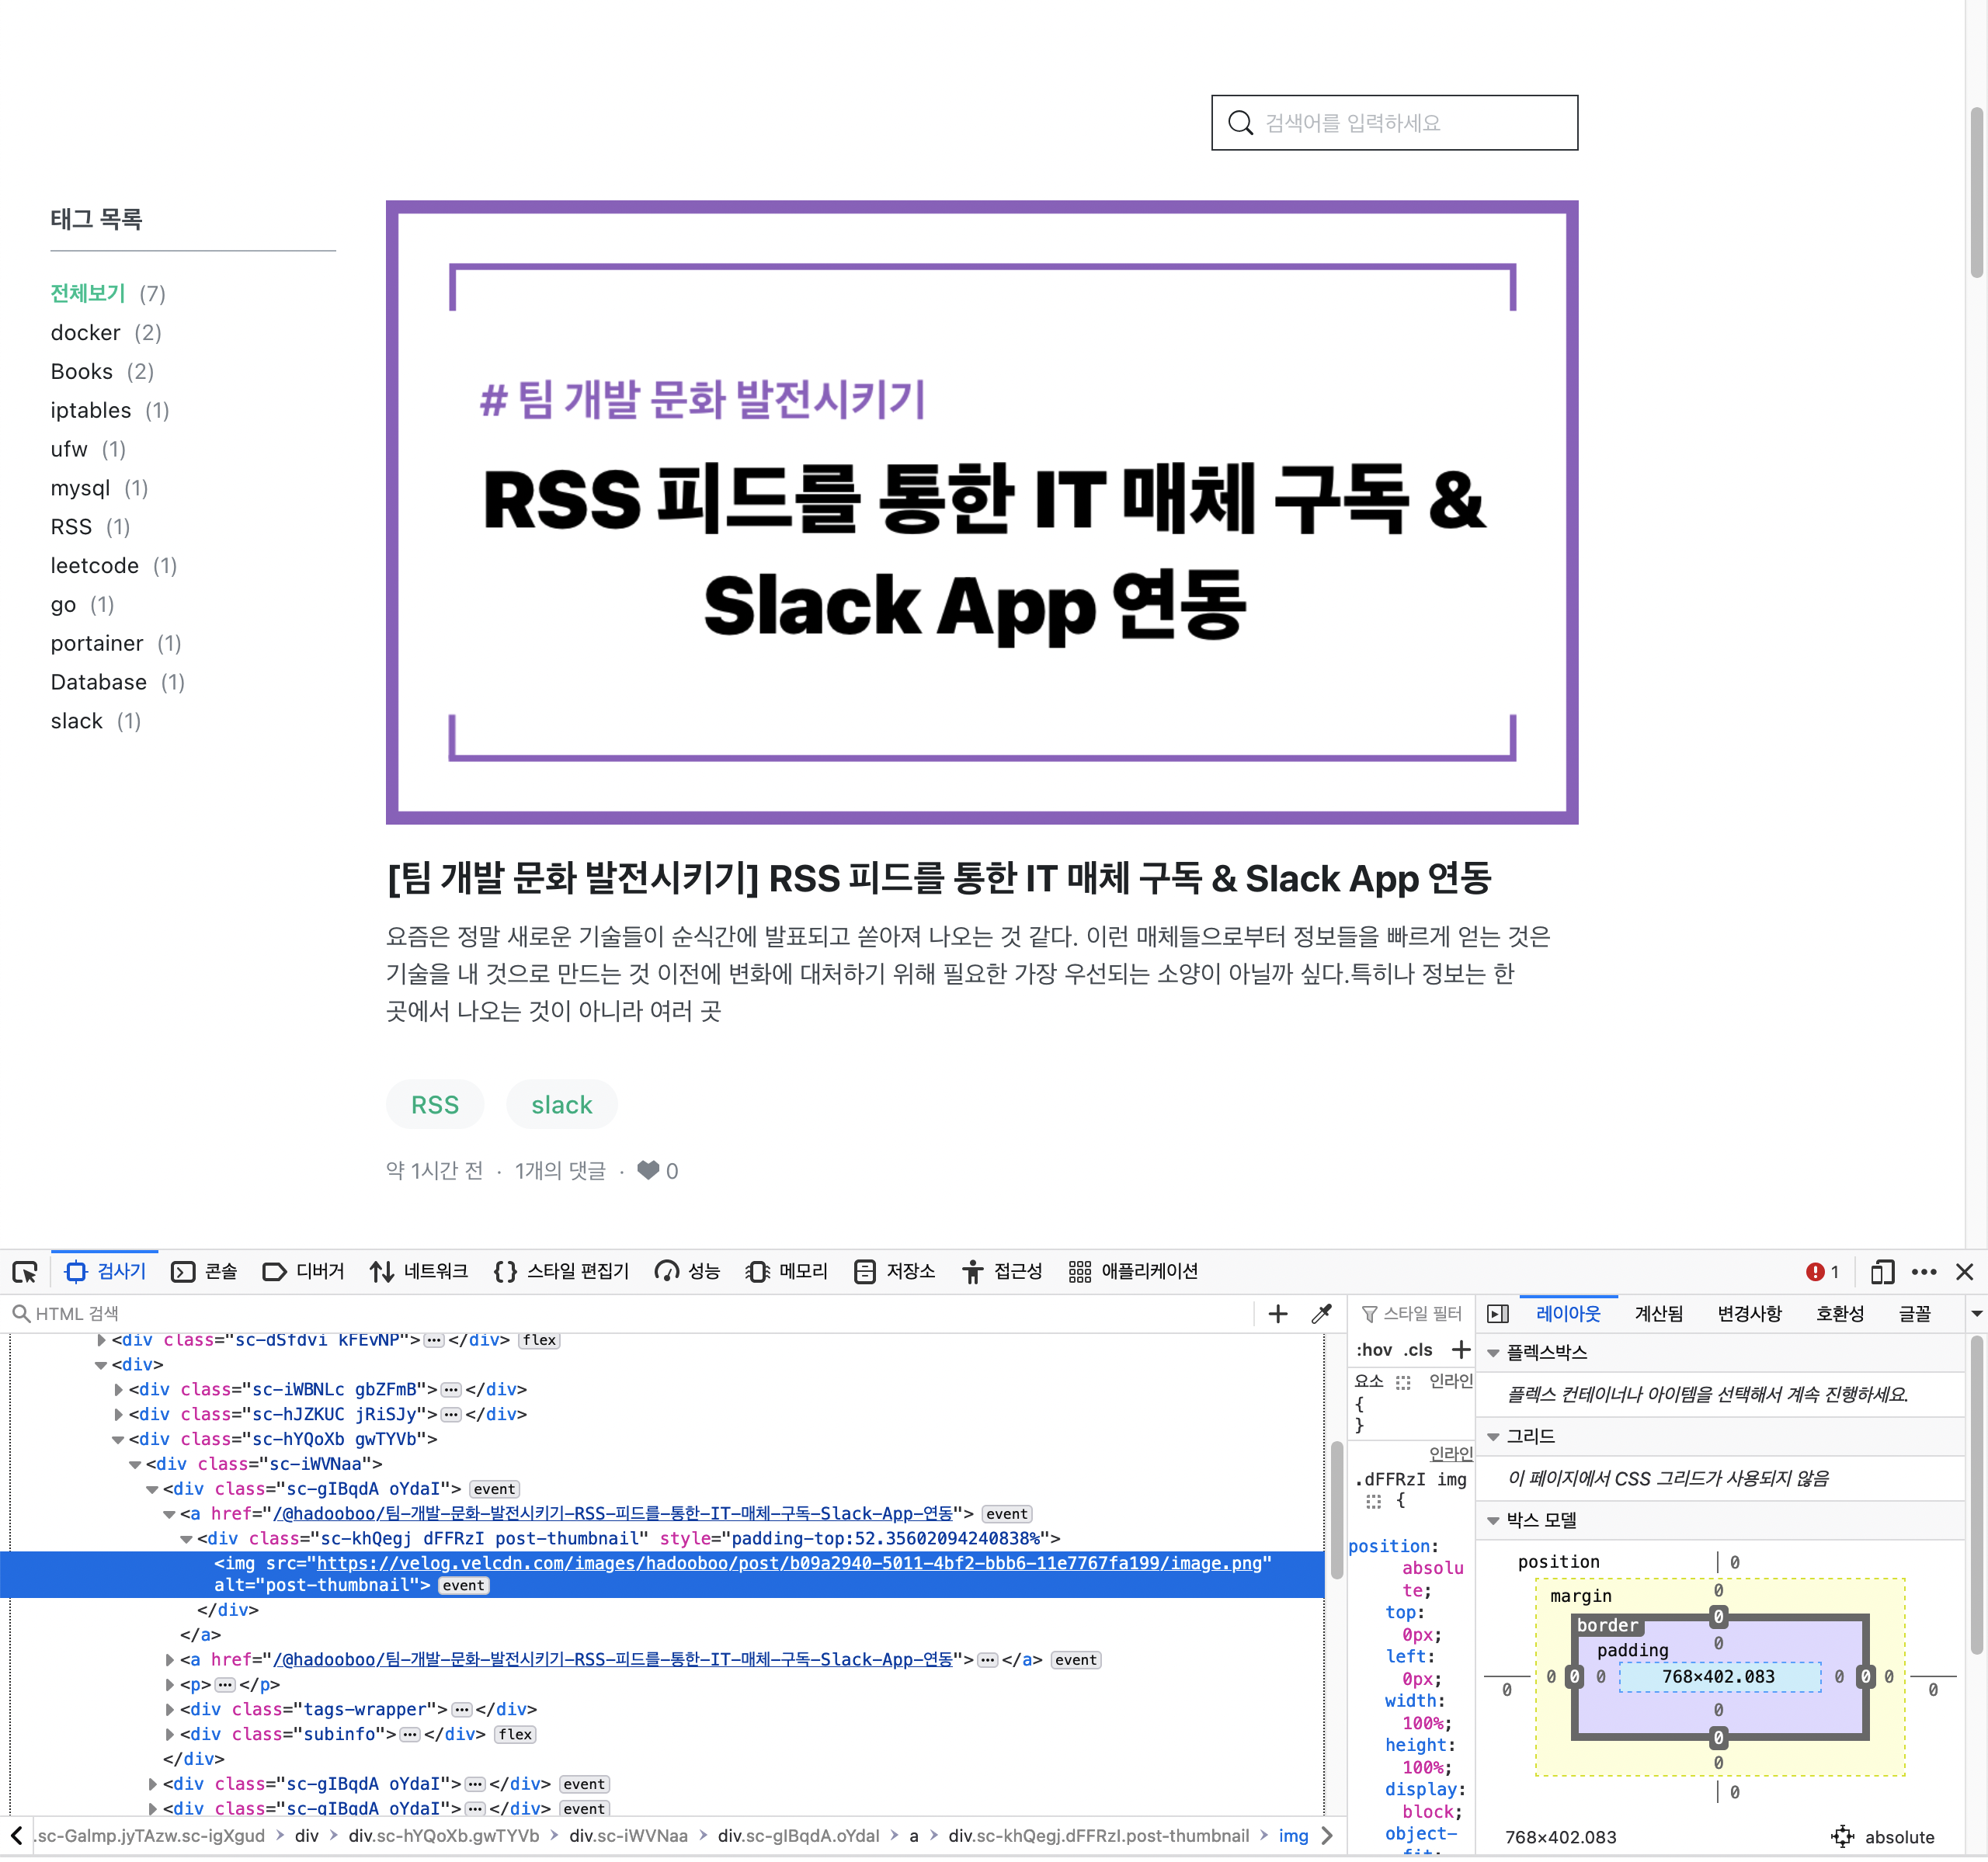 검색어를 입력하세요
태그 목록
전체보기 (7)
docker (2)
Books (2)
iptables (1)
ufw (1)
mysql (1)
RSS (1)
leetcode (1)
go (1)
portainer (1)
Database (1)
slack (1)
# 팀 개발 문화 발전시키기
RSS 피드를 통한 IT 매체 구독 &
Slack App 연동
[팀 개발 문화 발전시키기] RSS 피드를 통한 IT 매체 구독 & Slack App 연동
요즘은 정말 새로운 기술들이 순식간에 발표되고 쏟아져 나오는 것 같다. 이런 매체들으로부터 정보들을 빠르게 얻는 것은
기술을 내 것으로 만드는 것 이전에 변화에 대처하기 위해 필요한 가장 우선되는 소양이 아닐까 싶다.특히나 정보는 한
곳에서 나오는 것이 아니라 여러 곳
RSS slack
약 1시간 전 · 1개의 댓글 · 0
검사기 콘솔 디버거 네트워크 {} 스타일 편집기 성능 메모리 저장소 접근성 애플리케이션 1
HTML 검색
<div class="sc-dSfdvi kFEvNP"> </div> flex
<div>
<div class="sc-iWBNLc gbZFmB"> </div>
<div class="sc-hJZKUC jRiSJy"> </div>
<div class="sc-hYQoXb gwTYVb">
<div class="sc-iWVNaa">
<div class="sc-gIBqdA oYdaI"> event
<a href="/@hadooboo/팀-개발-문화-발전시키기-RSS-피드를-통한-IT-매체-구독-Slack-App-연동"> event
<div class="sc-khQegj dFFRzI post-thumbnail" style="padding-top:52.35602094240838%">
<img src="https://velog.velcdn.com/images/hadooboo/post/b09a2940-5011-4bf2-bbb6-11e7767fa199/image.png"
alt="post-thumbnail"> event
</div>
</a>
<a href="/@hadooboo/팀-개발-문화-발전시키기-RSS-피드를-통한-IT-매체-구독-Slack-App-연동"> </a> event
<p> </p>
<div class="tags-wrapper"> </div>
<div class="subinfo"> </div> flex
</div>
<div class="sc-gIBqdA oYdaI"> </div> event
<div class="sc-gIBqdA oYdaI"> </div> event
.sc-GaImp.jyTAzw.sc-igXgud > div > div.sc-hYQoXb.gwTYVb > div.sc-iWVNaa > div.sc-gIBqdA.oYdaI > a > div.sc-khQegj.dFFRzI.post-thumbnail > img
스타일 필터
:hov .cls +
요소 인라인
{
}
인라인
.dFFRzI img
{
position:
absolu
te;
top:
0px;
left:
0px;
width:
100%;
height:
100%;
display:
block;
object-
fit:
레이아웃 계산됨 변경사항 호환성 글꼴
플렉스박스
플렉스 컨테이너나 아이템을 선택해서 계속 진행하세요.
그리드
이 페이지에서 CSS 그리드가 사용되지 않음
박스 모델
position 0
margin 0
border 0
padding 0
0 0 0 0 768×402.083 0 0 0 0
0
0
0
0
768×402.083 absolute